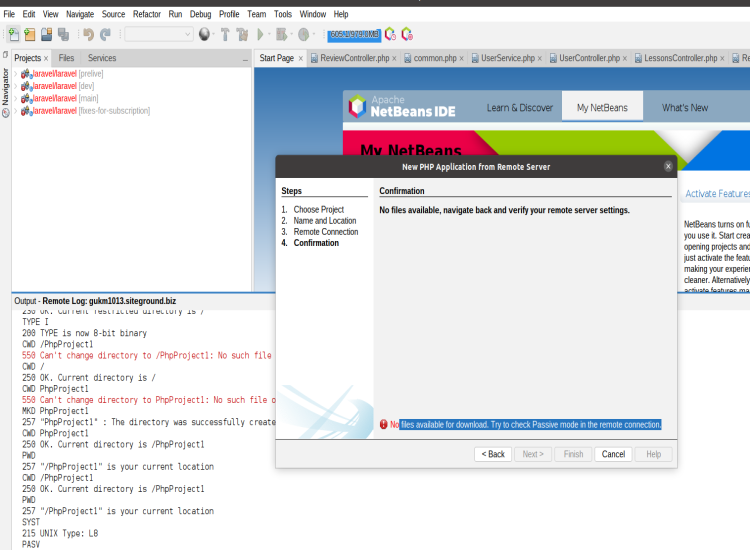 File Edit View Navigate Source Refactor Run Debug Profile Team Tools Window Help
Projects × Files Services
Start Page × ReviewController.php × common.php × UserService.php × UserController.php × LessonsController.php × Re
Navigator
laravel/laravel [prelive]
laravel/laravel [dev]
laravel/laravel [main]
laravel/laravel [fixes-for-subscription]
Apache
NetBeans IDE
Learn & Discover
My NetBeans
What's New
My NetBeans
Activate Features
NetBeans turns on fu
you use it. Start crea
opening projects and
just activate the featu
making your experien
cleaner. Alternatively
activate features ma
New PHP Application from Remote Server
Steps
1. Choose Project
2. Name and Location
3. Remote Connection
4. Confirmation
Confirmation
No files available, navigate back and verify your remote server settings.
No files available for download. Try to check Passive mode in the remote connection.
< Back Next > Finish Cancel Help
Output - Remote Log: gukm1013.siteground.biz
250 OK. Current restricted directory is /
TYPE I
200 TYPE is now 8-bit binary
CWD /PhpProject1
550 Can't change directory to /PhpProject1: No such file
CWD /
250 OK. Current directory is /
CWD PhpProject1
550 Can't change directory to PhpProject1: No such file o
MKD PhpProject1
257 "PhpProject1" : The directory was successfully create
CWD PhpProject1
250 OK. Current directory is /PhpProject1
PWD
257 "/PhpProject1" is your current location
CWD /PhpProject1
250 OK. Current directory is /PhpProject1
PWD
257 "/PhpProject1" is your current location
SYST
215 UNIX Type: L8
PASV